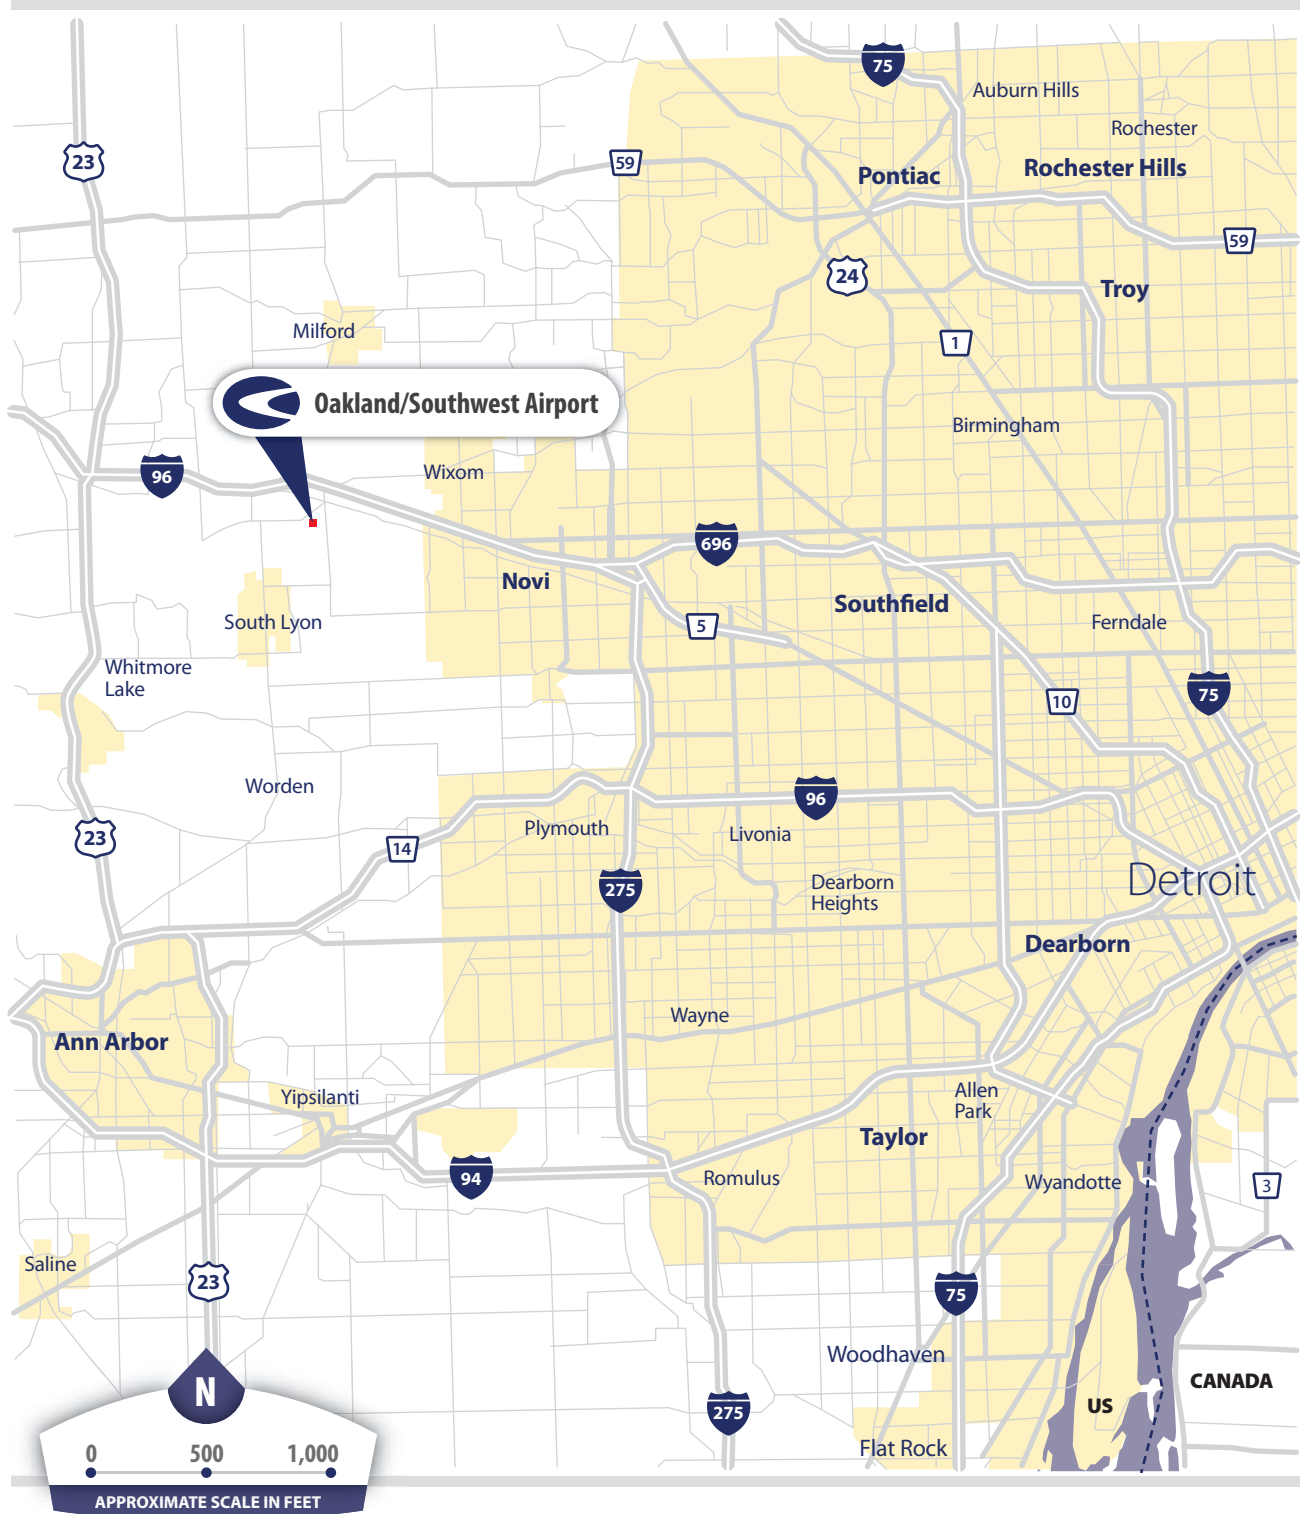 75
Auburn Hills
Rochester
23
59
Pontiac
Rochester Hills
59
24
Troy
Milford
1
Oakland/Southwest Airport
Birmingham
96
Wixom
696
Novi
Southfield
South Lyon
5
Ferndale
Whitmore
Lake
10
75
Worden
96
23
14
Plymouth
Livonia
275
Dearborn
Heights
Detroit
Dearborn
Wayne
Ann Arbor
Yipsilanti
Allen
Park
Taylor
94
Romulus
Wyandotte
3
Saline
23
75
Woodhaven
CANADA
N
US
275
Flat Rock
0 500 1,000
APPROXIMATE SCALE IN FEET